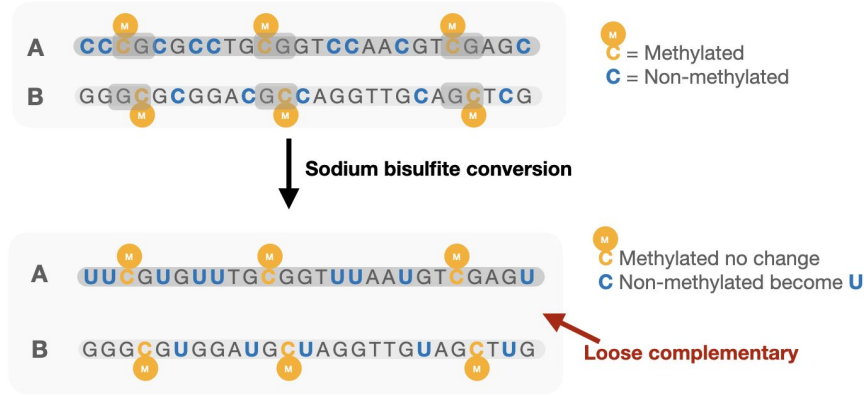 M M M
A CCCGCGCCTGCGGTCCAACGTCGAGC
B GGGCGCGGACGCCAGGTTGCAGCTCG
M M M
M
C = Methylated
C = Non-methylated
Sodium bisulfite conversion
M M M
A UUCGUGUUTGCGGTUUAAUGTCGAGU
B GGGCGUGGAUGCUAGGTTGUAGCTUG
M M M
M
C Methylated no change
C Non-methylated become U
Loose complementary